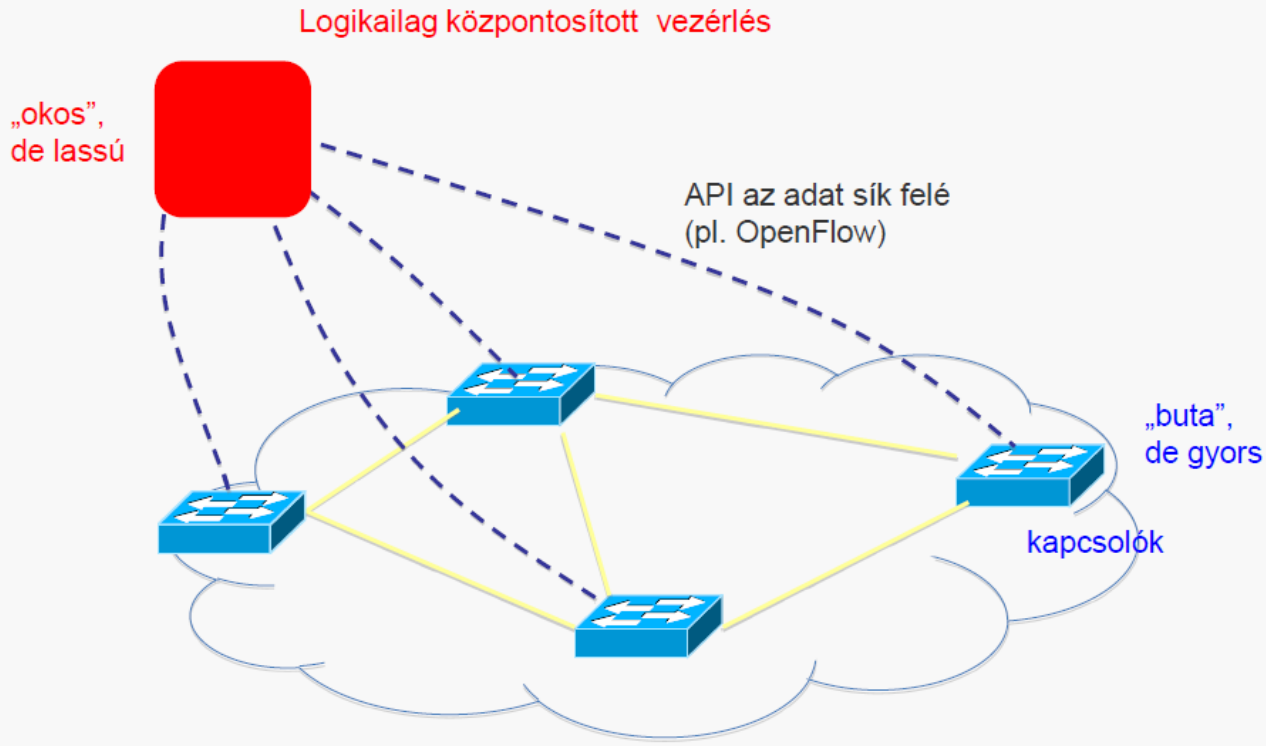 Logikailag központosított vezérlés
„okos”,
de lassú
API az adat sík felé
(pl. OpenFlow)
„buta”,
de gyors
kapcsolók